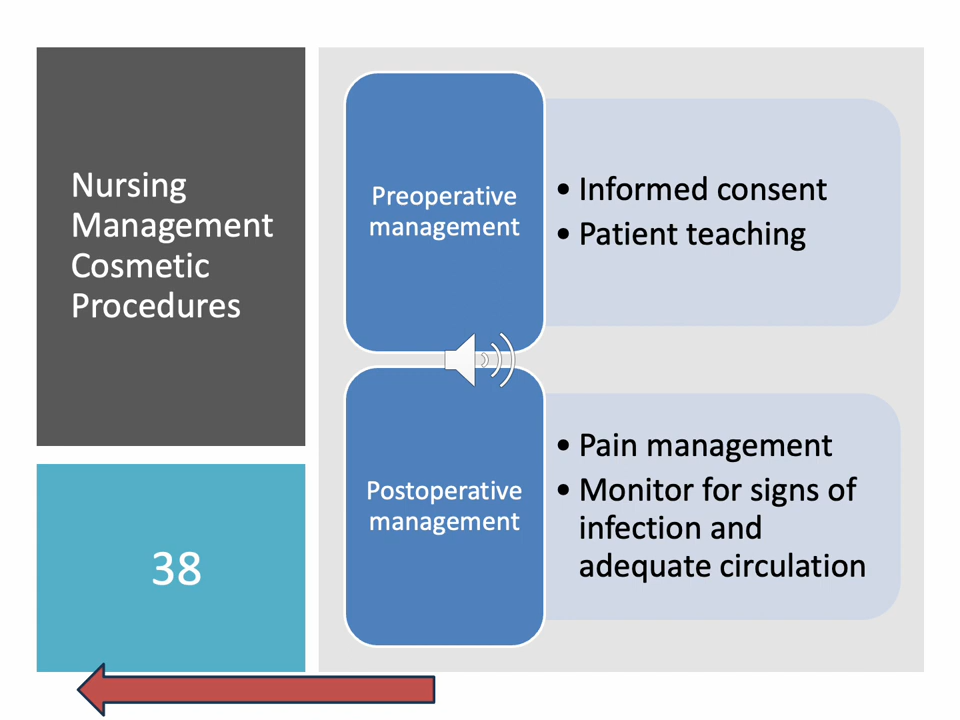 Nursing
Management
Cosmetic
Procedures
38
Preoperative
management
• Informed consent
• Patient teaching
Postoperative
management
• Pain management
• Monitor for signs of
infection and
adequate circulation